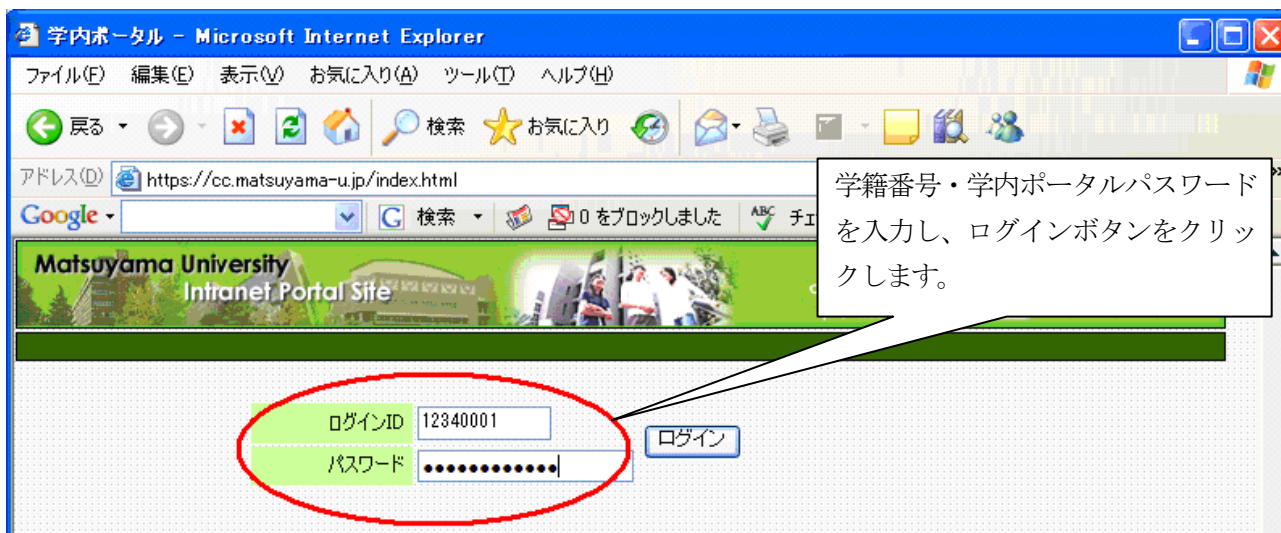 学内ポータル - Microsoft Internet Explorer
ファイル(F) 編集(E) 表示(V) お気に入り(A) ツール(T) ヘルプ(H)
戻る 検索 お気に入り
アドレス(D) https://cc.matsuyama-u.jp/index.html
Google 検索 0 をブロックしました ABC チェ
学籍番号・学内ポータルパスワード
を入力し、ログインボタンをクリッ
クします。
Matsuyama University
Intranet Portal Site
ログインID 12340001
パスワード ●●●●●●●●●●●●
ログイン